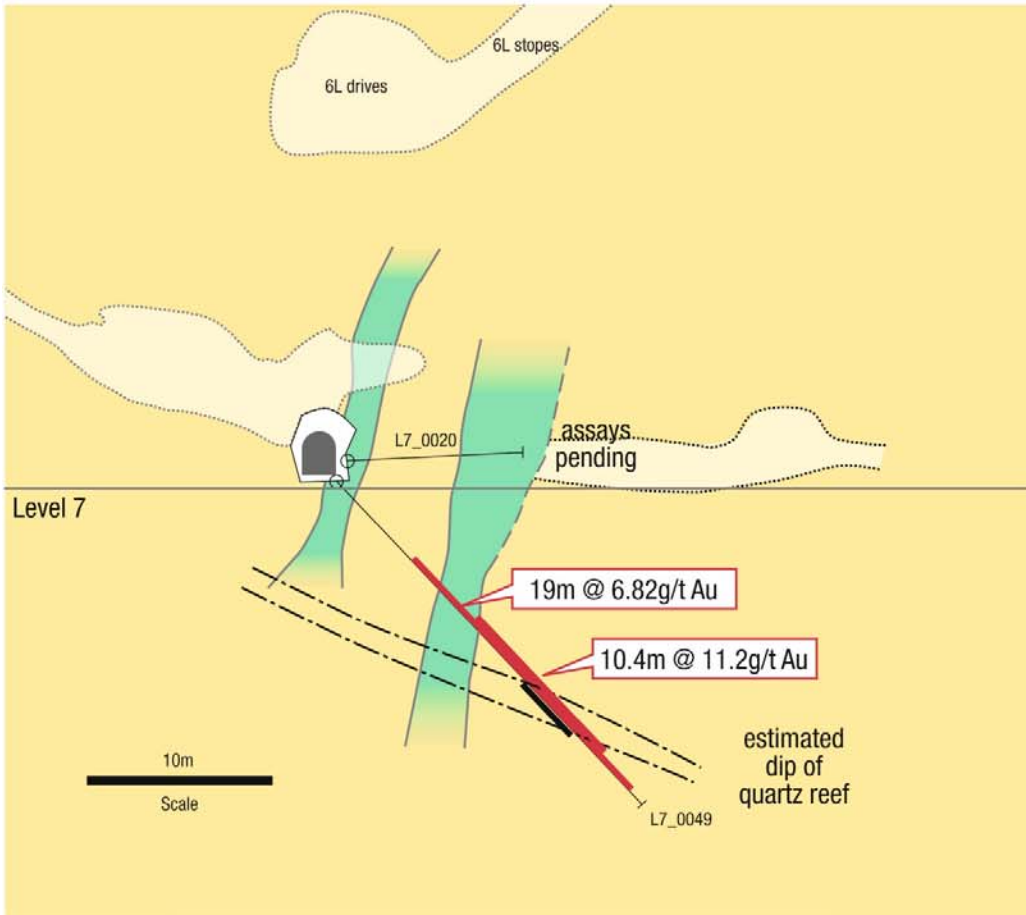 6L stopes
6L drives
L7_0020
assays
pending
Level 7
19m @ 6.82g/t Au
10.4m @ 11.2g/t Au
estimated
dip of
quartz reef
10m
Scale
L7_0049